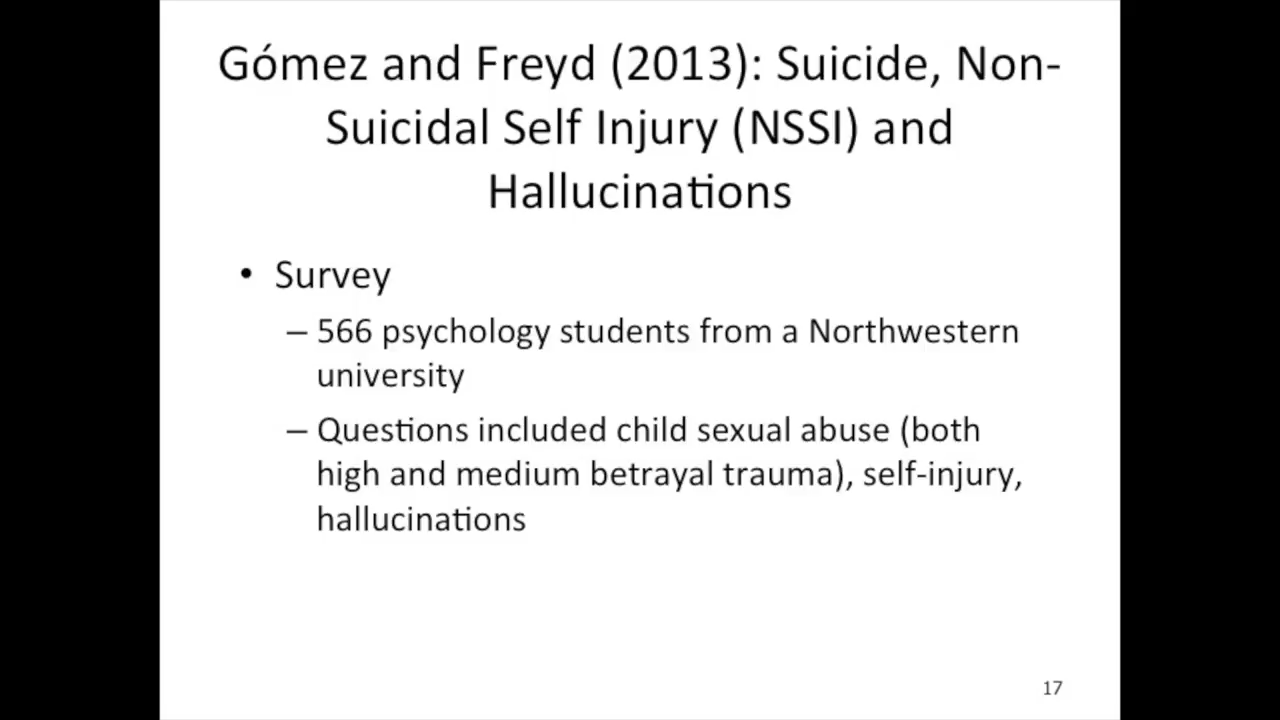 Gómez and Freyd (2013): Suicide, Non-
Suicidal Self Injury (NSSI) and
Hallucinations
• Survey
– 566 psychology students from a Northwestern
university
– Questions included child sexual abuse (both
high and medium betrayal trauma), self-injury,
hallucinations
17